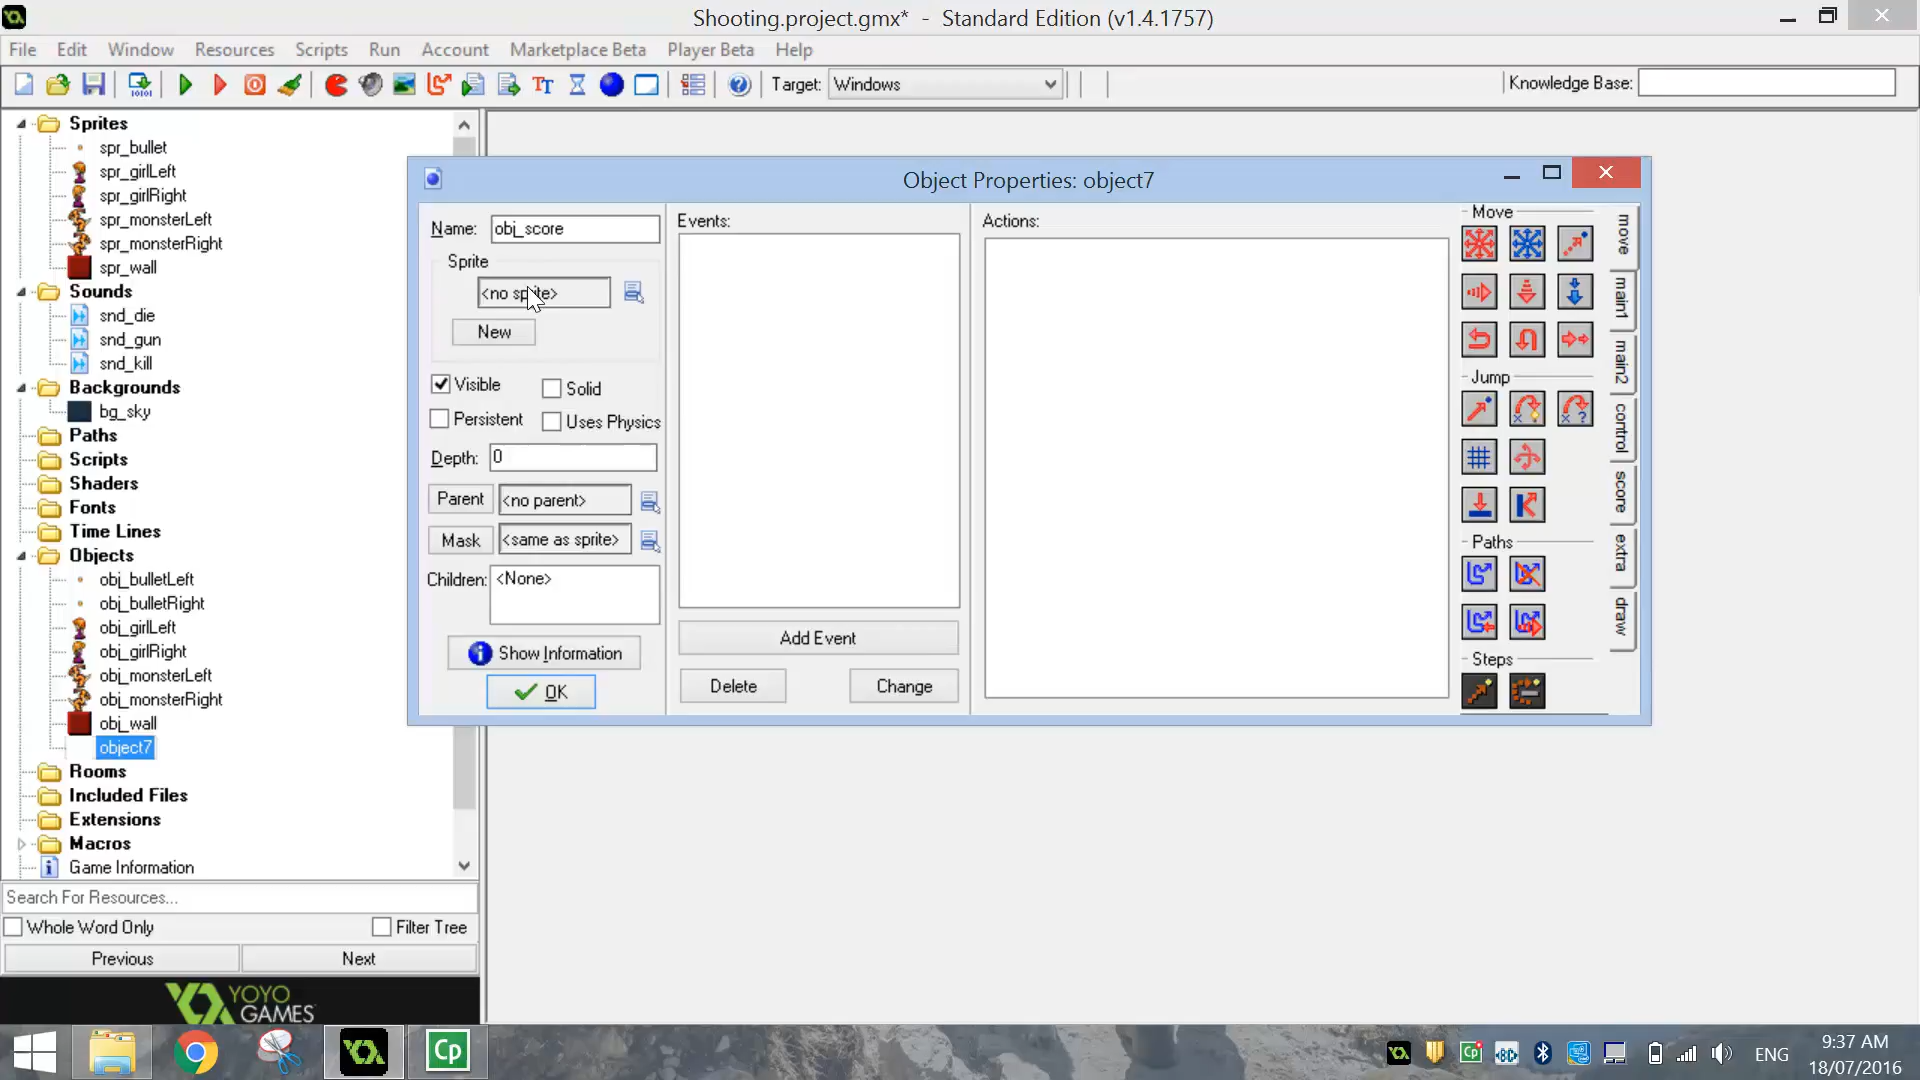 Shooting.project.gmx* - Standard Edition (v1.4.1757)
File Edit Window Resources Scripts Run Account Marketplace Beta Player Beta Help
Target: Windows
Knowledge Base:
Sprites
spr_bullet
spr_girlLeft
spr_girlRight
spr_monsterLeft
spr_monsterRight
spr_wall
Sounds
snd_die
snd_gun
snd_kill
Backgrounds
bg_sky
Paths
Scripts
Shaders
Fonts
Time Lines
Objects
obj_bulletLeft
obj_bulletRight
obj_girlLeft
obj_girlRight
obj_monsterLeft
obj_monsterRight
obj_wall
object7
Rooms
Included Files
Extensions
Macros
Game Information
Search For Resources...
Whole Word Only Filter Tree
Previous Next
YOYO
GAMES
Object Properties: object7
Name: obj_score
Sprite
<no sprite>
New
Visible Solid
Persistent Uses Physics
Depth: 0
Parent <no parent>
Mask <same as sprite>
Children: <None>
Show Information
OK
Events:
Add Event
Delete Change
Actions:
Move
Jump
Paths
Steps
move
main1
main2
control
score
extra
draw
Cp
ENG
9:37 AM
18/07/2016